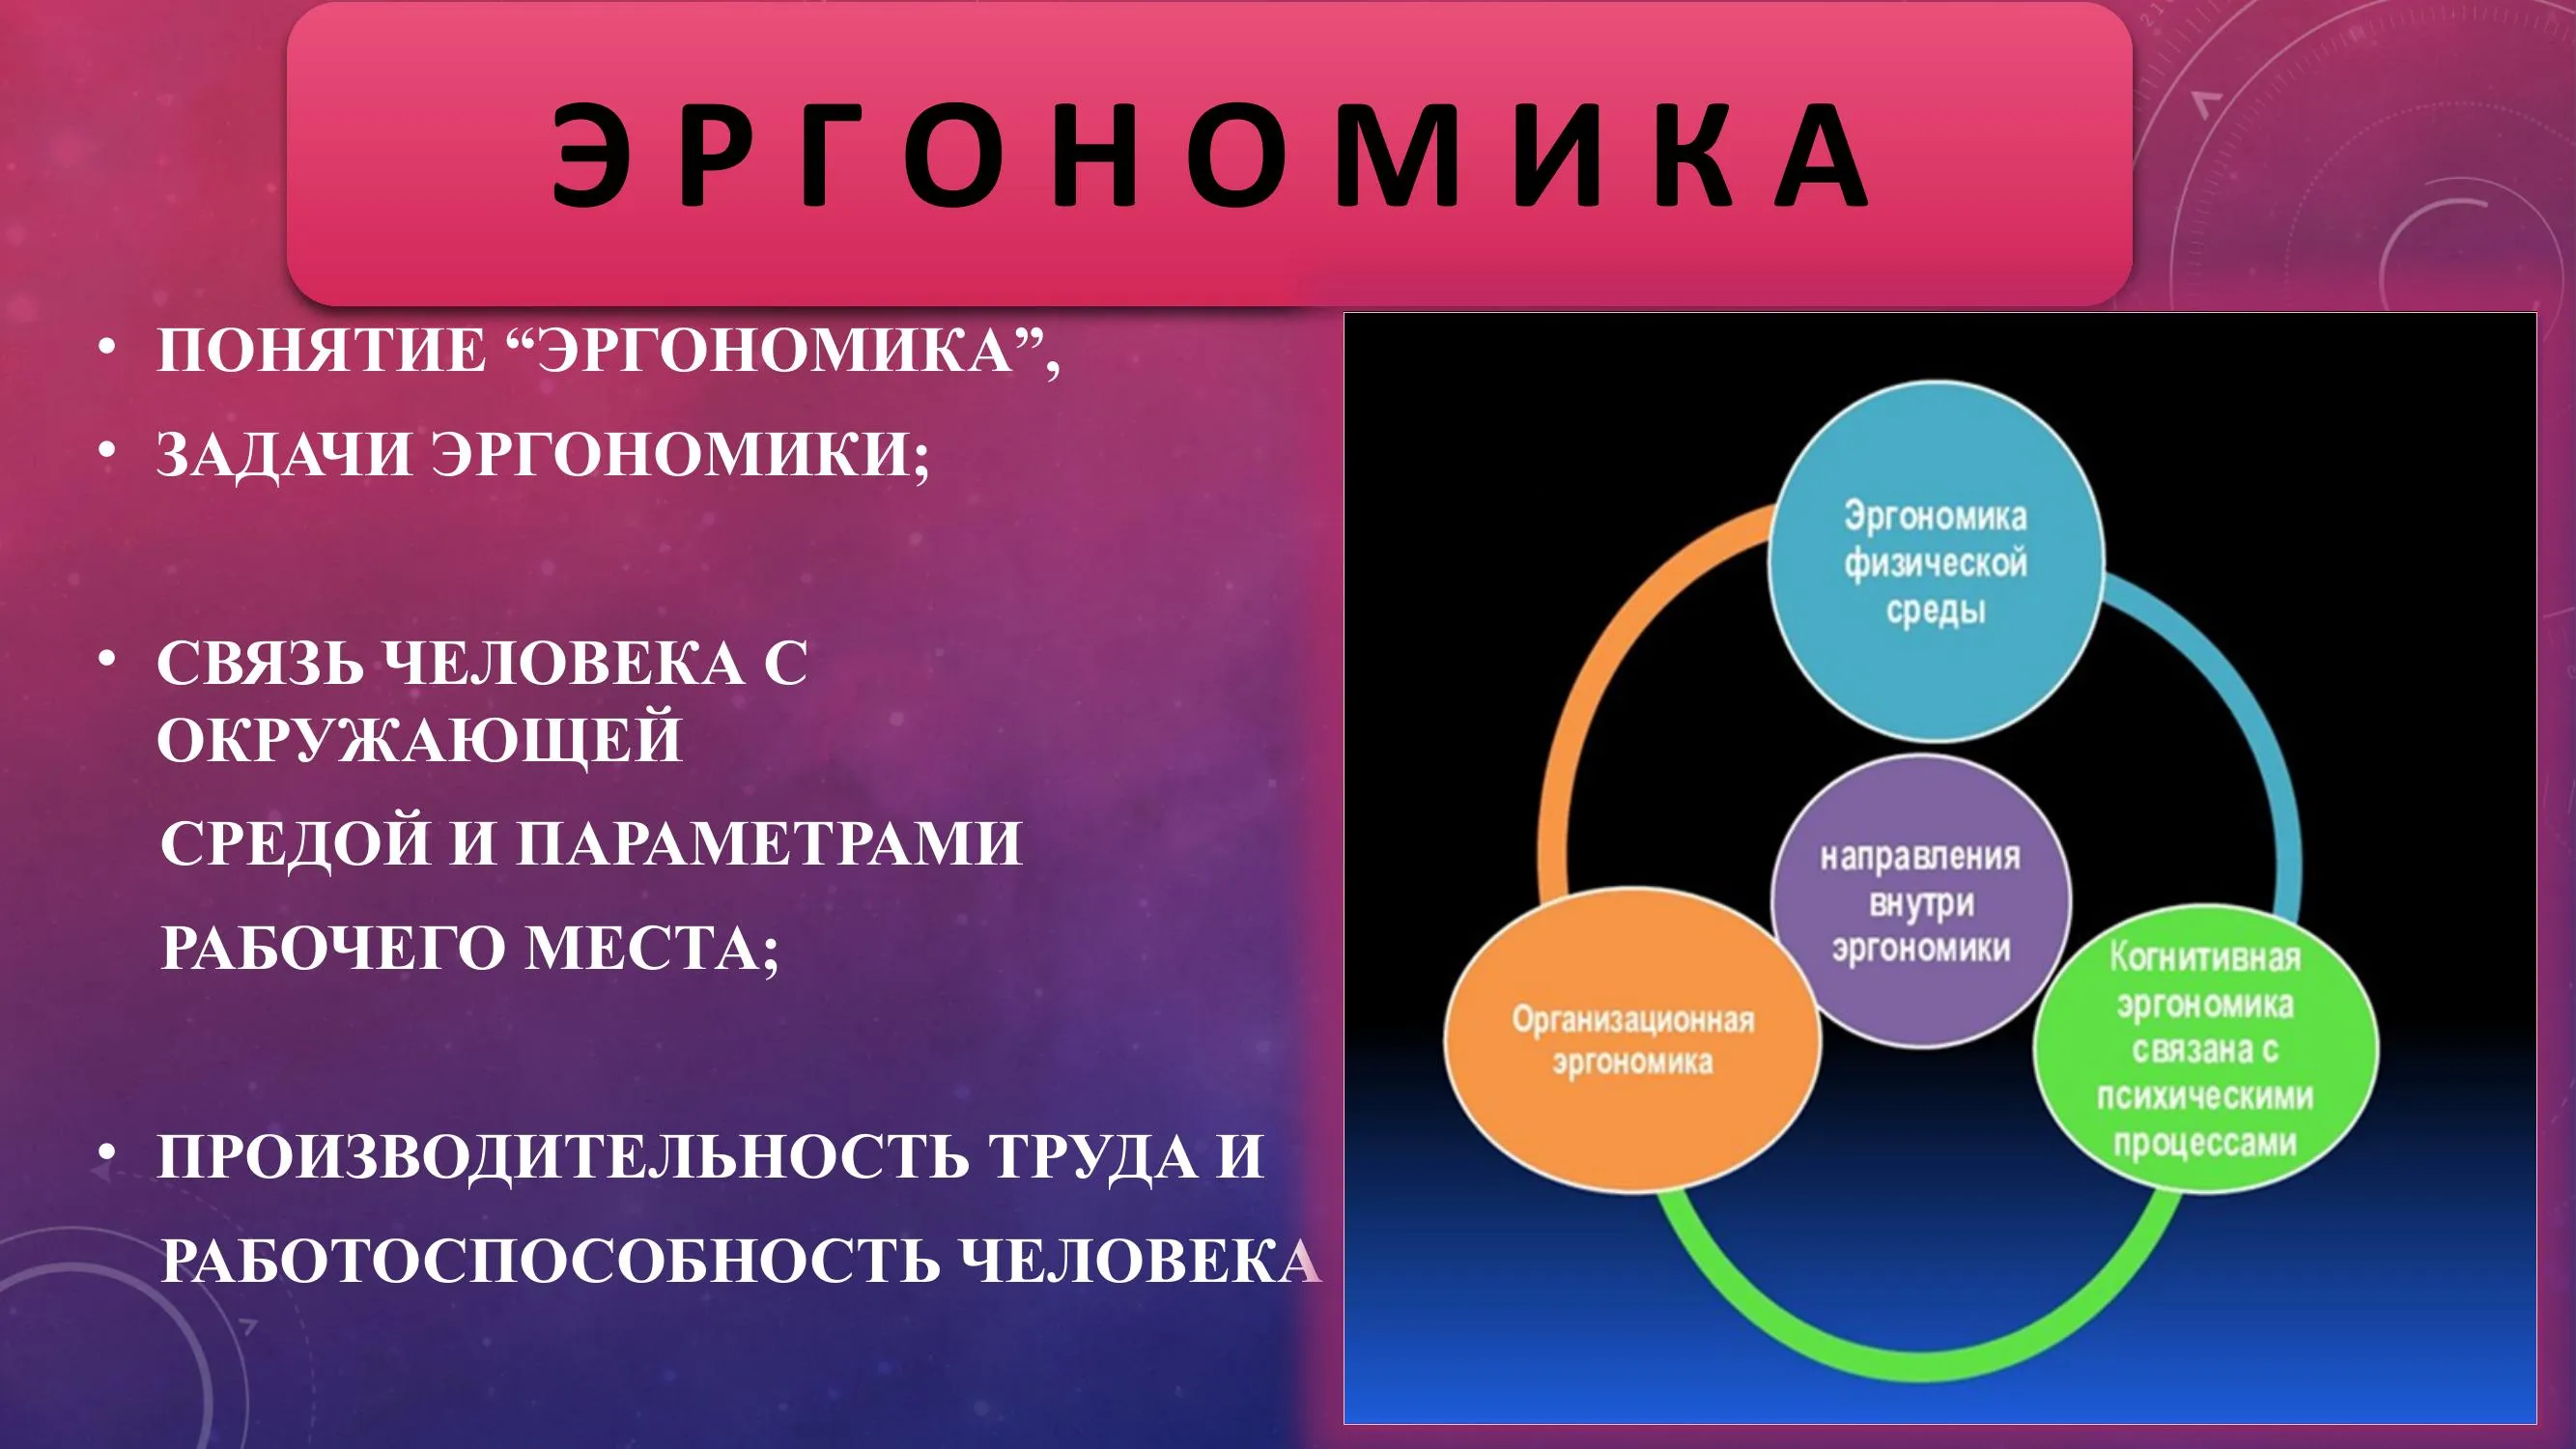 ЭРГОНОМИКА
• ПОНЯТИЕ “ЭРГОНОМИКА”,
• ЗАДАЧИ ЭРГОНОМИКИ;
• СВЯЗЬ ЧЕЛОВЕКА С
ОКРУЖАЮЩЕЙ
СРЕДОЙ И ПАРАМЕТРАМИ
РАБОЧЕГО МЕСТА;
• ПРОИЗВОДИТЕЛЬНОСТЬ ТРУДА И
РАБОТОСПОСОБНОСТЬ ЧЕЛОВЕКА
Эргономика
физической
среды
направления
внутри
эргономики
Организационная
эргономика
Когнитивная
эргономика
связана с
психическими
процессами